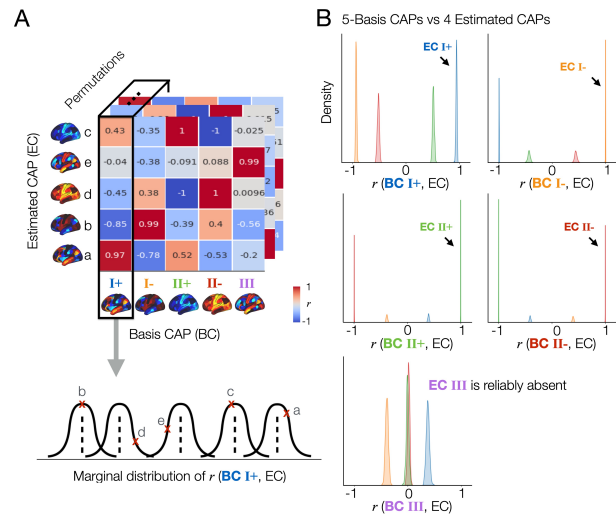 A
Permutations
Estimated CAP (EC)
c
e
d
b
a
0.43 -0.35 1 -1 -0.025
-0.04 -0.38 -0.091 0.088 0.99
-0.45 0.38 -1 1 0.0096
-0.85 0.99 -0.39 0.4 -0.56
0.97 -0.78 0.52 -0.53 -0.2
I+ I- II+ II- III
1
r
-1
Basis CAP (BC)
b c a
d e
Marginal distribution of r (BC I+, EC)
B
5-Basis CAPs vs 4 Estimated CAPs
Density
EC I+
-1 0 1
r (BC I+, EC)
EC I-
-1 0 1
r (BC I-, EC)
EC II+
-1 0 1
r (BC II+, EC)
EC II-
-1 0 1
r (BC II-, EC)
EC III is reliably absent
-1 0 1
r (BC III, EC)